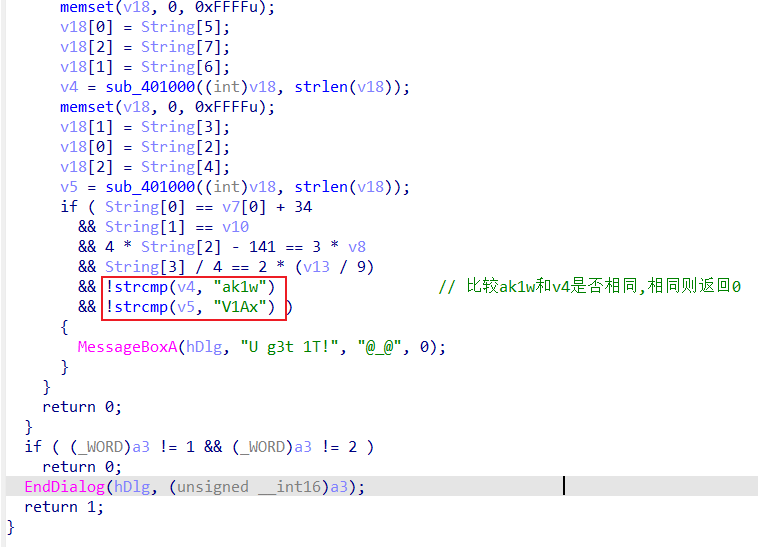 memset(v18, 0, 0xFFFFu);
v18[0] = String[5];
v18[2] = String[7];
v18[1] = String[6];
v4 = sub_401000((int)v18, strlen(v18));
memset(v18, 0, 0xFFFFu);
v18[1] = String[3];
v18[0] = String[2];
v18[2] = String[4];
v5 = sub_401000((int)v18, strlen(v18));
if ( String[0] == v7[0] + 34
&& String[1] == v10
&& 4 * String[2] - 141 == 3 * v8
&& String[3] / 4 == 2 * (v13 / 9)
&& !strcmp(v4, "ak1w") // 比较ak1w和v4是否相同,相同则返回0
&& !strcmp(v5, "V1Ax") )
{
MessageBoxA(hDlg, "U g3t 1T!", "@_@", 0);
}
}
return 0;
}
if ( (_WORD)a3 != 1 && (_WORD)a3 != 2 )
return 0;
EndDialog(hDlg, (unsigned __int16)a3);
return 1;
}